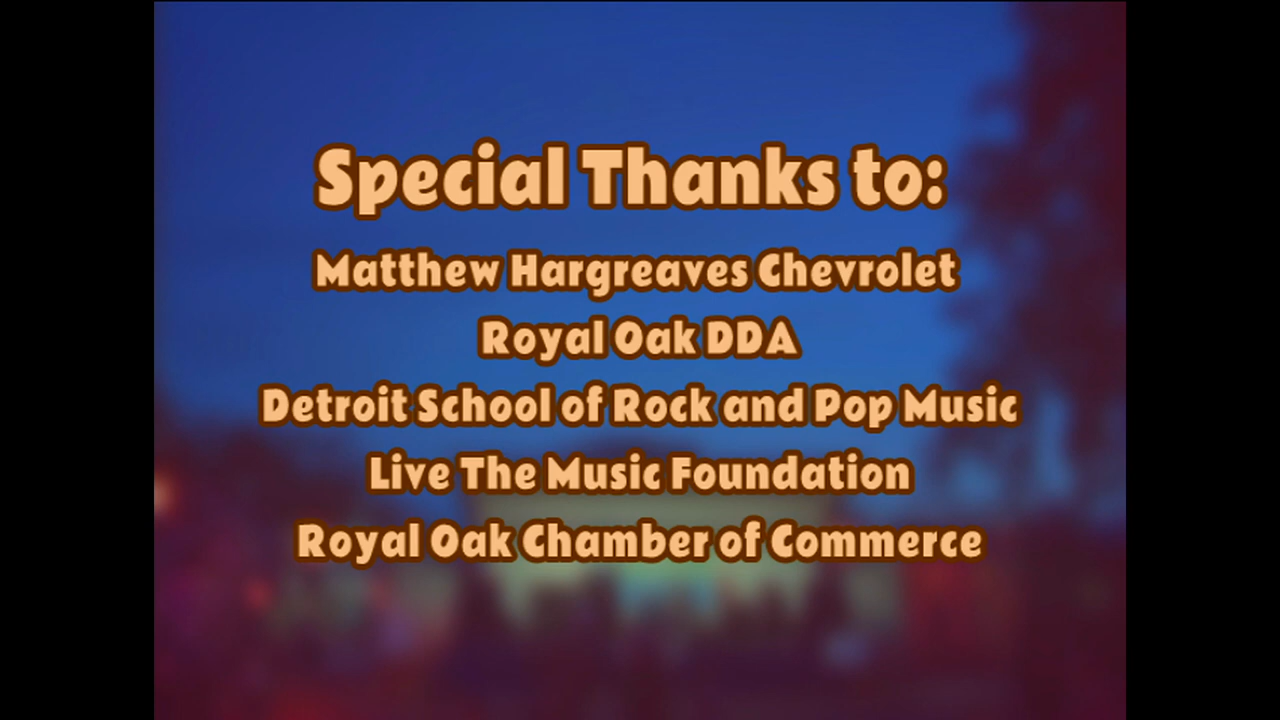 Special Thanks to:
Matthew Hargreaves Chevrolet
Royal Oak DDA
Detroit School of Rock and Pop Music
Live The Music Foundation
Royal Oak Chamber of Commerce